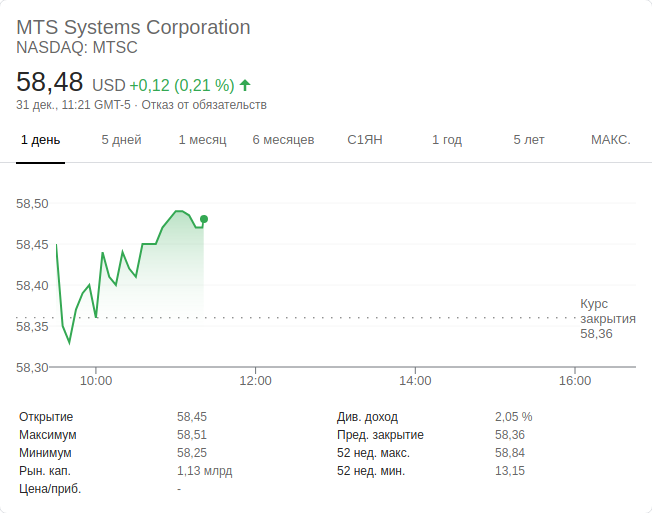 MTS Systems Corporation
NASDAQ: MTSC
58,48 USD +0,12 (0,21 %)
31 дек., 11:21 GMT-5 · Отказ от обязательств
1 день 5 дней 1 месяц 6 месяцев С1ЯН 1 год 5 лет МАКС.
58,50
58,45
58,40
58,35
58,30
Курс
закрытия
58,36
10:00 12:00 14:00 16:00
Открытие 58,45 Див. доход 2,05 %
Максимум 58,51 Пред. закрытие 58,36
Минимум 58,25 52 нед. макс. 58,84
Рын. кап. 1,13 млрд 52 нед. мин. 13,15
Цена/приб. -